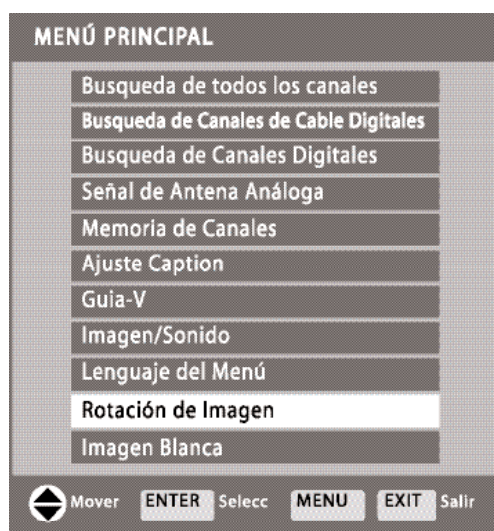 MENÚ PRINCIPAL
Busqueda de todos los canales
Busqueda de Canales de Cable Digitales
Busqueda de Canales Digitales
Señal de Antena Análoga
Memoria de Canales
Ajuste Caption
Guia-V
Imagen/Sonido
Lenguaje del Menú
Rotación de Imagen
Imagen Blanca
Mover ENTER Selecc MENU EXIT Salir